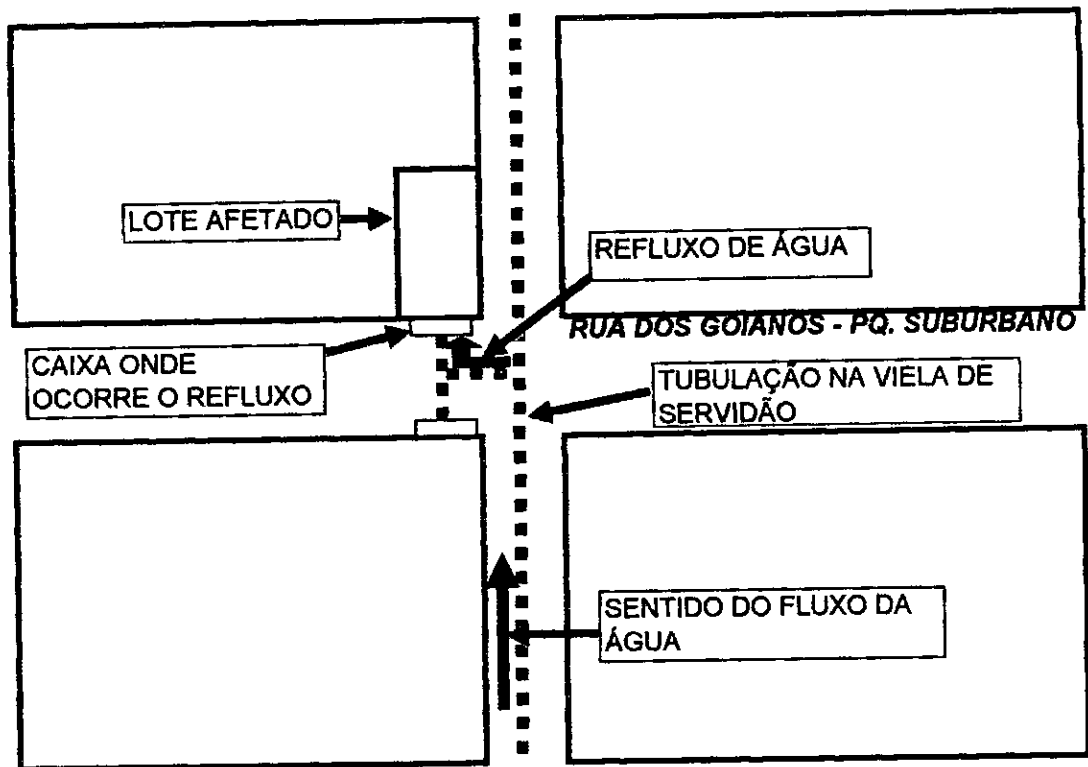 LOTE AFETADO
REFLUXO DE ÁGUA
RUA DOS GOIANOS - PQ. SUBURBANO
CAIXA ONDE
OCORRE O REFLUXO
TUBULAÇÃO NA VIELA DE
SERVIDÃO
SENTIDO DO FLUXO DA
ÁGUA